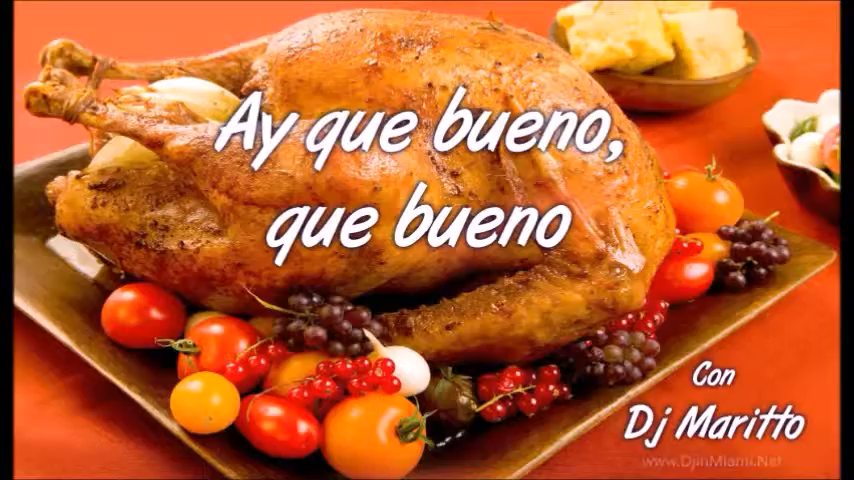 Ay que bueno,
que bueno
Con
Dj Maritto
www.DjinMiami.Net